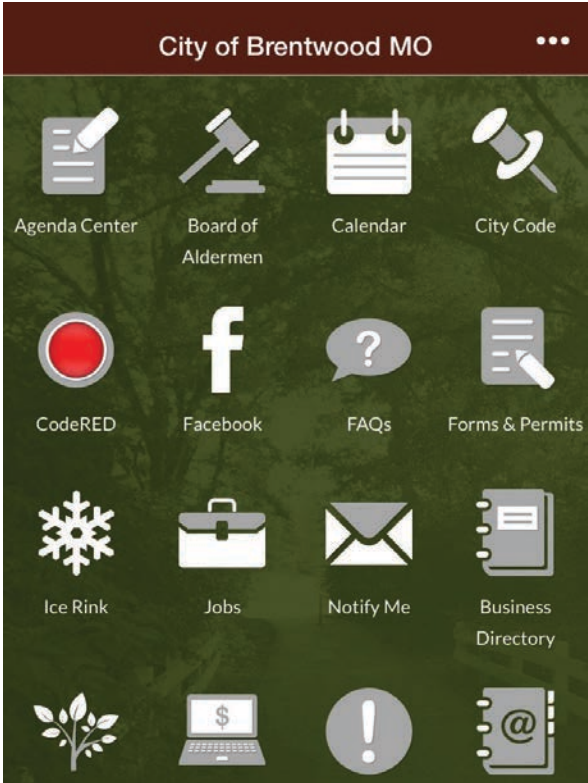 City of Brentwood MO
Agenda Center
Board of
Aldermen
Calendar
City Code
CodeRED
Facebook
?
FAQs
Forms & Permits
Ice Rink
Jobs
Notify Me
Business
Directory
$
!
@